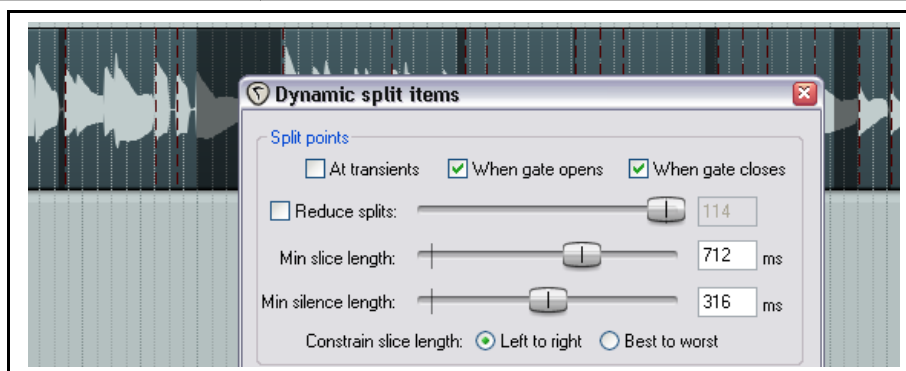 Dynamic split items
Split points
At transients When gate opens When gate closes
Reduce splits: 114
Min slice length: 712 ms
Min silence length: 316 ms
Constrain slice length: Left to right Best to worst